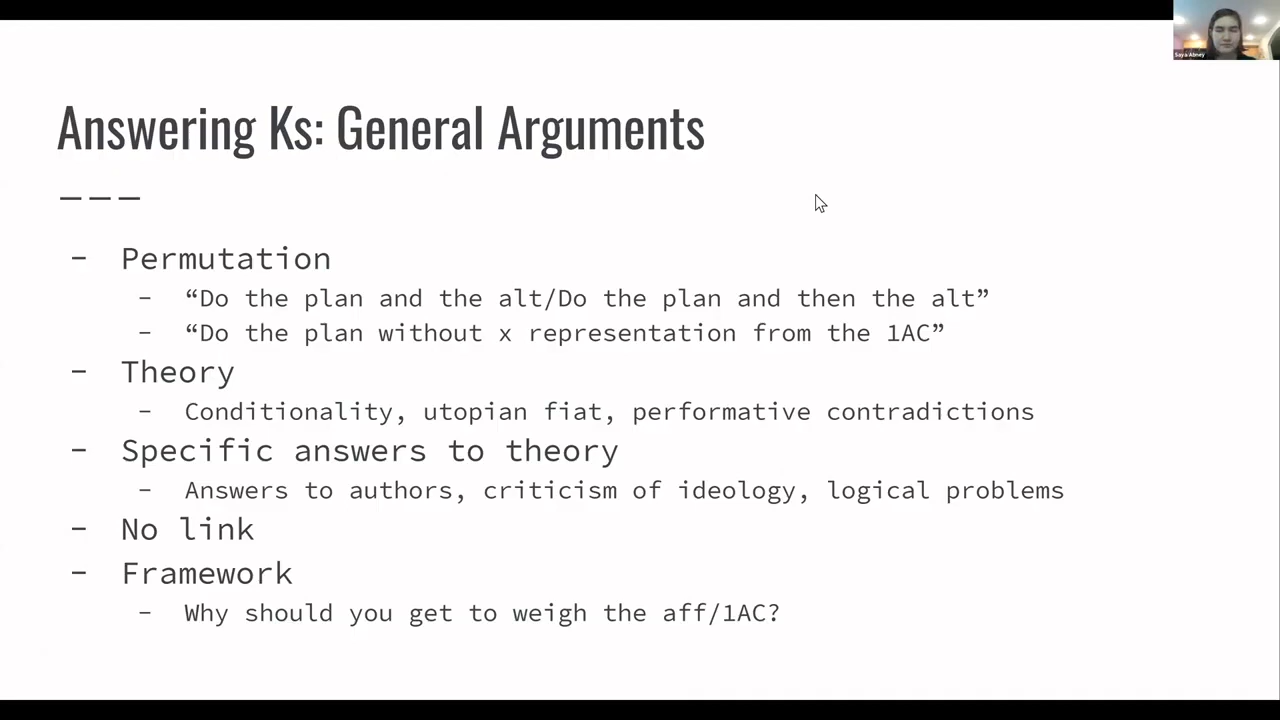 Saya Abney
Answering Ks: General Arguments
- Permutation
- “Do the plan and the alt/Do the plan and then the alt”
- “Do the plan without x representation from the 1AC”
- Theory
- Conditionality, utopian fiat, performative contradictions
- Specific answers to theory
- Answers to authors, criticism of ideology, logical problems
- No link
- Framework
- Why should you get to weigh the aff/1AC?